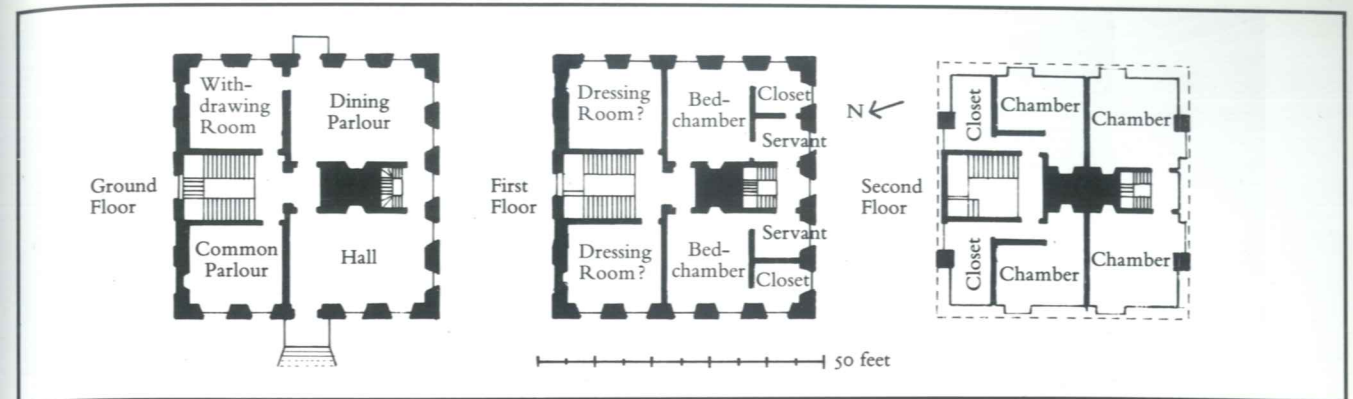 Ground
Floor
With-
drawing
Room
Dining
Parlour
Common
Parlour
Hall
First
Floor
Dressing
Room?
Bed-
chamber
Closet
Servant
Dressing
Room?
Bed-
chamber
Servant
Closet
N
Second
Floor
Closet
Chamber
Chamber
Closet
Chamber
Chamber
50 feet